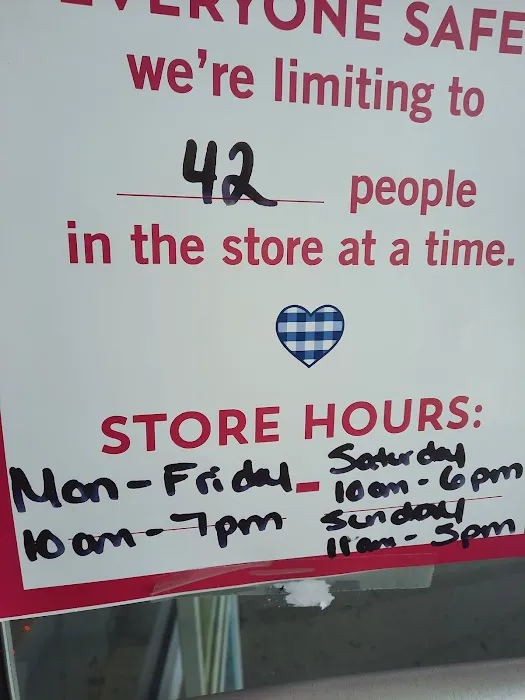 EVERYONE SAFE
we're limiting to
42 people
in the store at a time.
STORE HOURS:
Mon-Friday - Saturday
10am - 6pm
10am - 7pm Sunday
11am - 5pm